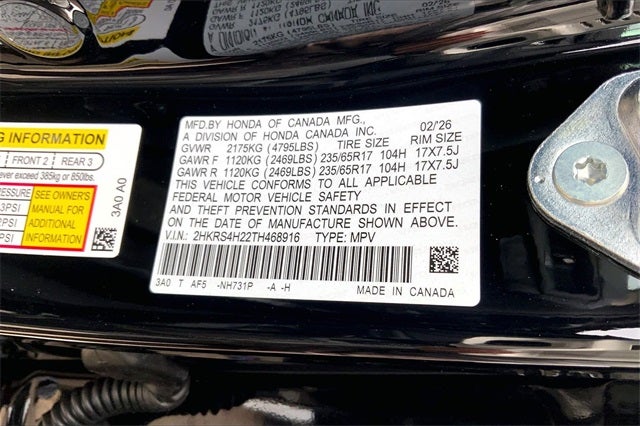 MFD.BY HONDA OF CANADA MFG., 02/'26
A DIVISION OF HONDA CANADA INC.
GVWR 2175KG (4795LBS) TIRE SIZE RIM SIZE
GAWR F 1120KG (2469LBS) 235/65R17 104H 17X7.5J
GAWR R 1120KG (2469LBS) 235/65R17 104H 17X7.5J
THIS VEHICLE CONFORMS TO ALL APPLICABLE
FEDERAL MOTOR VEHICLE SAFETY
AND THEFT PREVENTION STANDARDS IN EFFECT
ON THE DATE OF MANUFACTURE SHOWN ABOVE.
V.I.N.: 2HKRS4H22TH468916 TYPE: MPV
3A0 T AF5 -NH731P -A -H MADE IN CANADA
INFORMATION
FRONT 2 REAR 3
exceed 385kg or 850lbs.
SEE OWNER'S
MANUAL FOR
ADDITIONAL
INFORMATION
3A0 A0